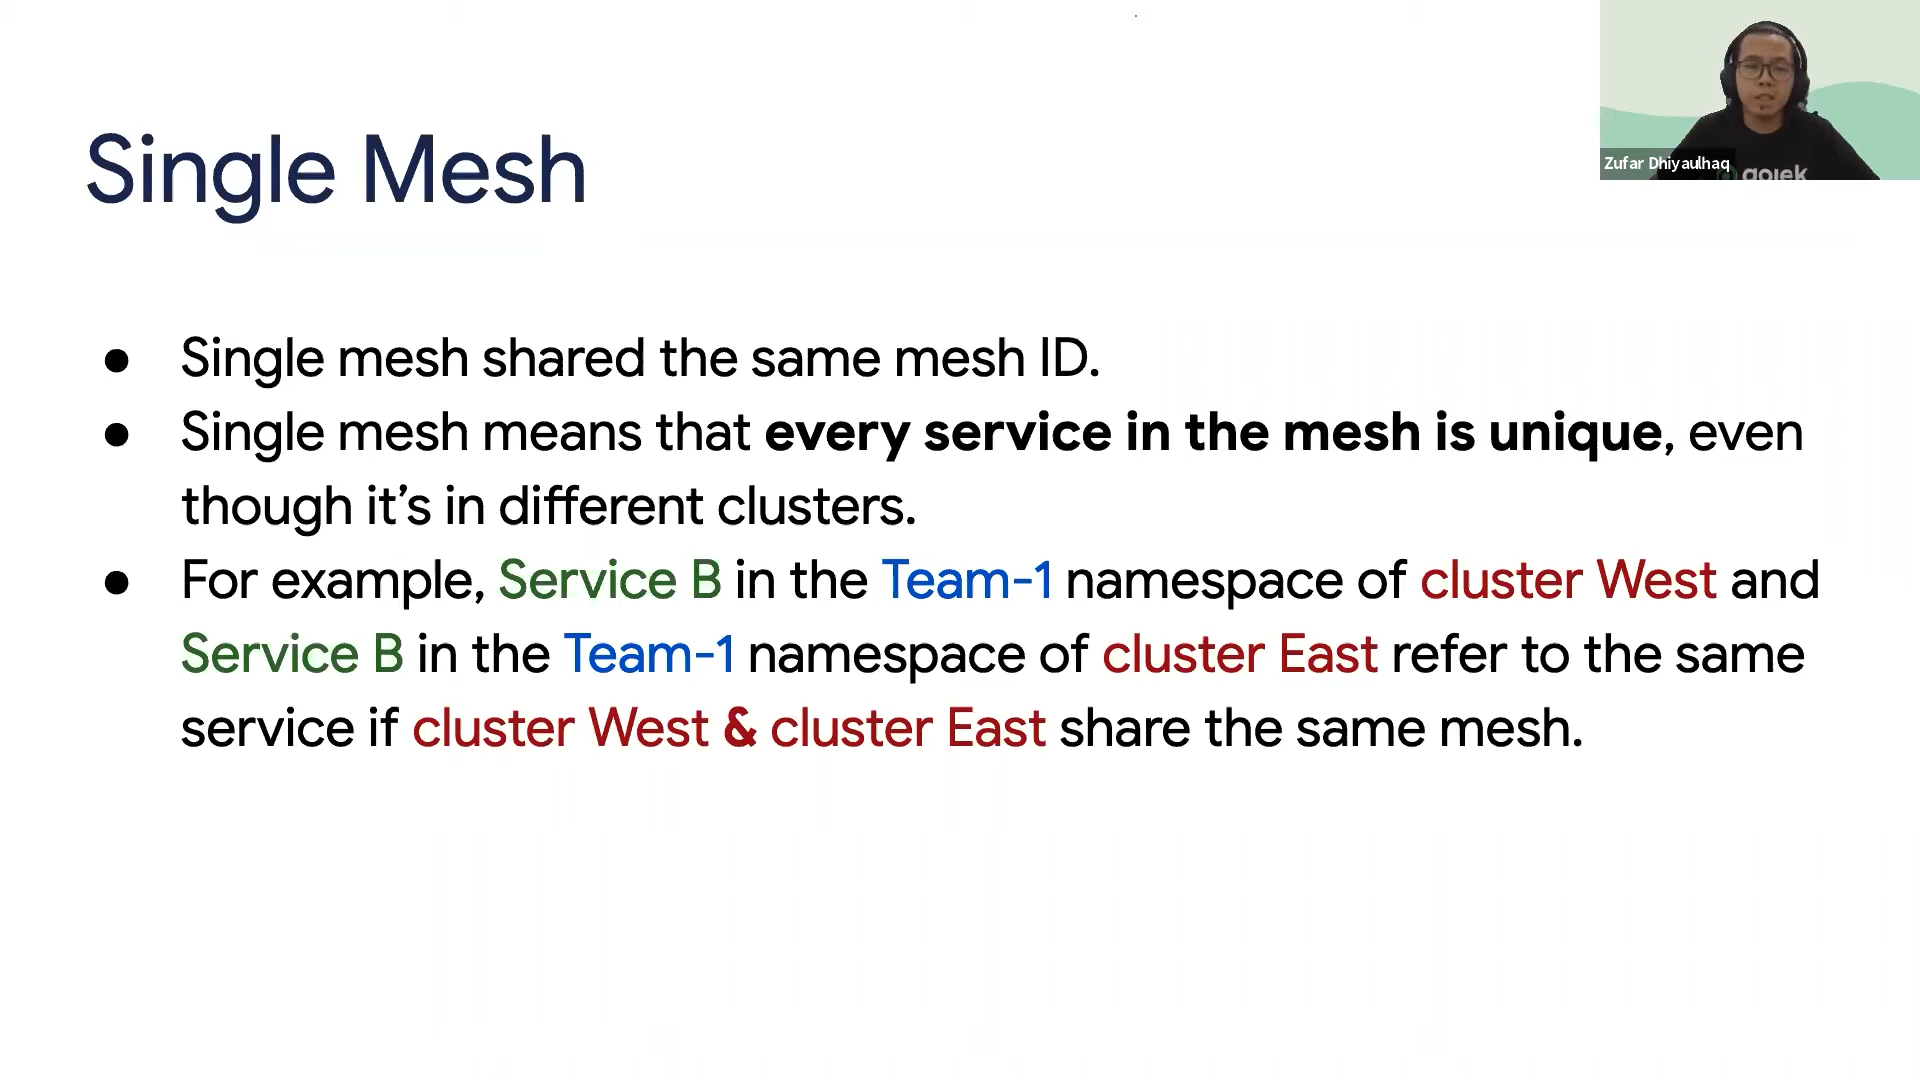 Single Mesh
Zufar Dhiyaulhaq
gojek
● Single mesh shared the same mesh ID.
● Single mesh means that every service in the mesh is unique, even
though it’s in different clusters.
● For example, Service B in the Team-1 namespace of cluster West and
Service B in the Team-1 namespace of cluster East refer to the same
service if cluster West & cluster East share the same mesh.